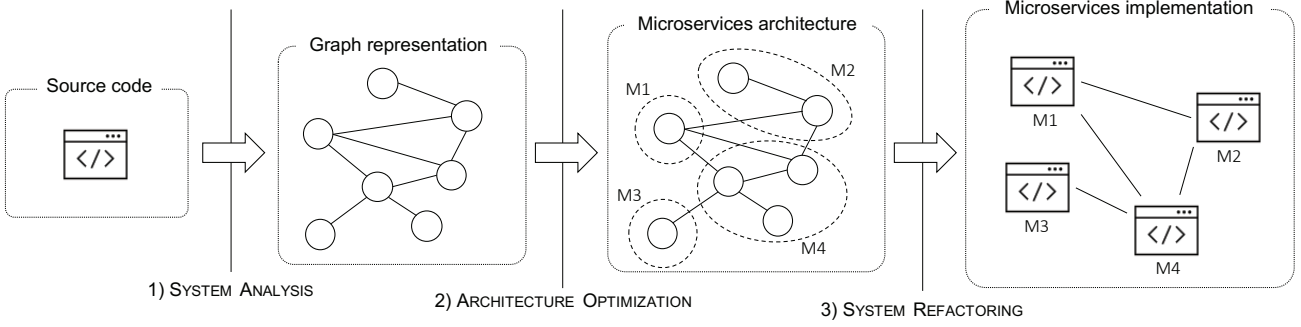 Source code
</>
1) SYSTEM ANALYSIS
Graph representation
2) ARCHITECTURE OPTIMIZATION
Microservices architecture
M1
M2
M3
M4
3) SYSTEM REFACTORING
Microservices implementation
</>
M1
</>
M2
</>
M3
</>
M4